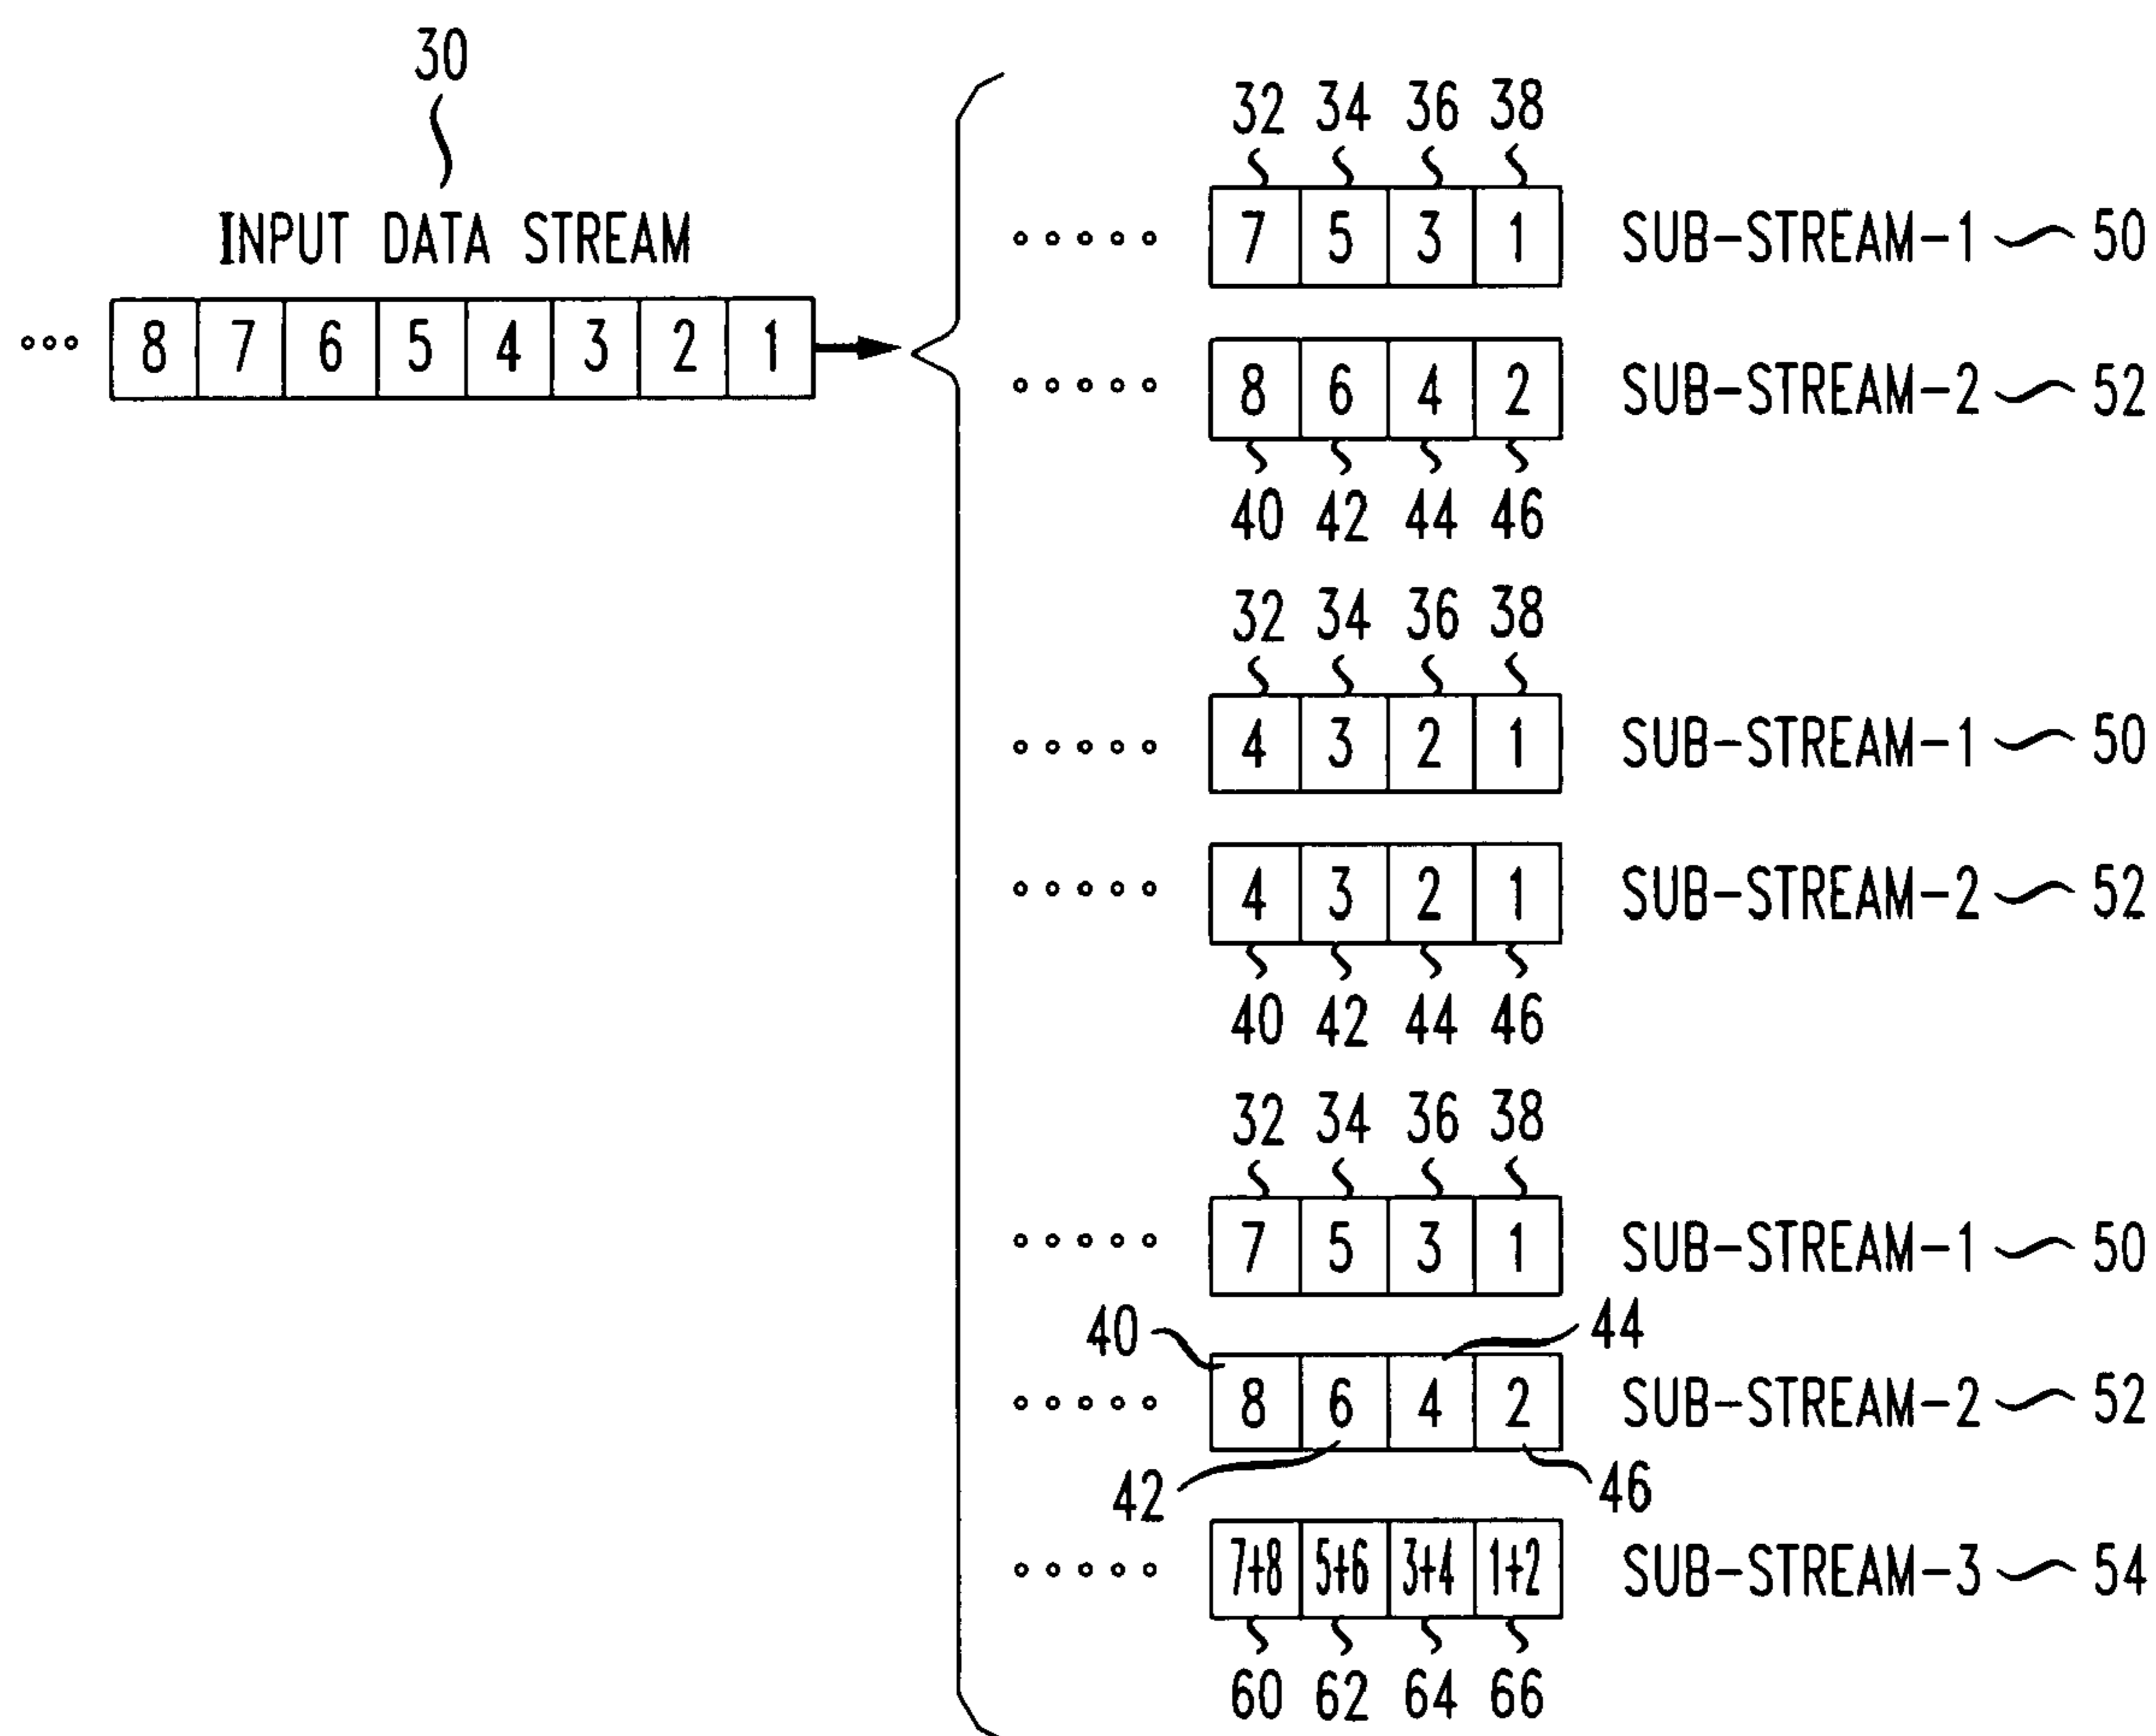 30
INPUT DATA STREAM
8 7 6 5 4 3 2 1
32 34 36 38
7 5 3 1 SUB-STREAM-1 50
8 6 4 2 SUB-STREAM-2 52
40 42 44 46
32 34 36 38
4 3 2 1 SUB-STREAM-1 50
4 3 2 1 SUB-STREAM-2 52
40 42 44 46
32 34 36 38
7 5 3 1 SUB-STREAM-1 50
40 44
8 6 4 2 SUB-STREAM-2 52
42 46
7+8 5+6 3+4 1+2 SUB-STREAM-3 54
60 62 64 66